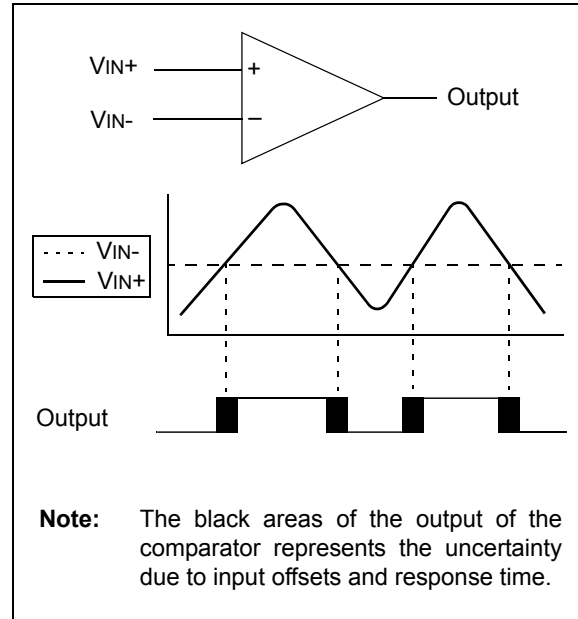 VIN+
+
Output
VIN-
–
VIN-
VIN+
Output
Note: The black areas of the output of the
comparator represents the uncertainty
due to input offsets and response time.